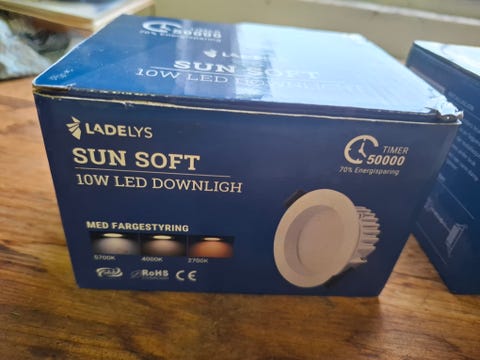 LADELYS
SUN SOFT
10W LED DOWNLIGHT
50000
70% Energisparing
LADELYS
SUN SOFT
10W LED DOWNLIGH
TIMER
50000
70% Energisparing
MED FARGESTYRING
5700K 4000K 2700K
RoHS
CE